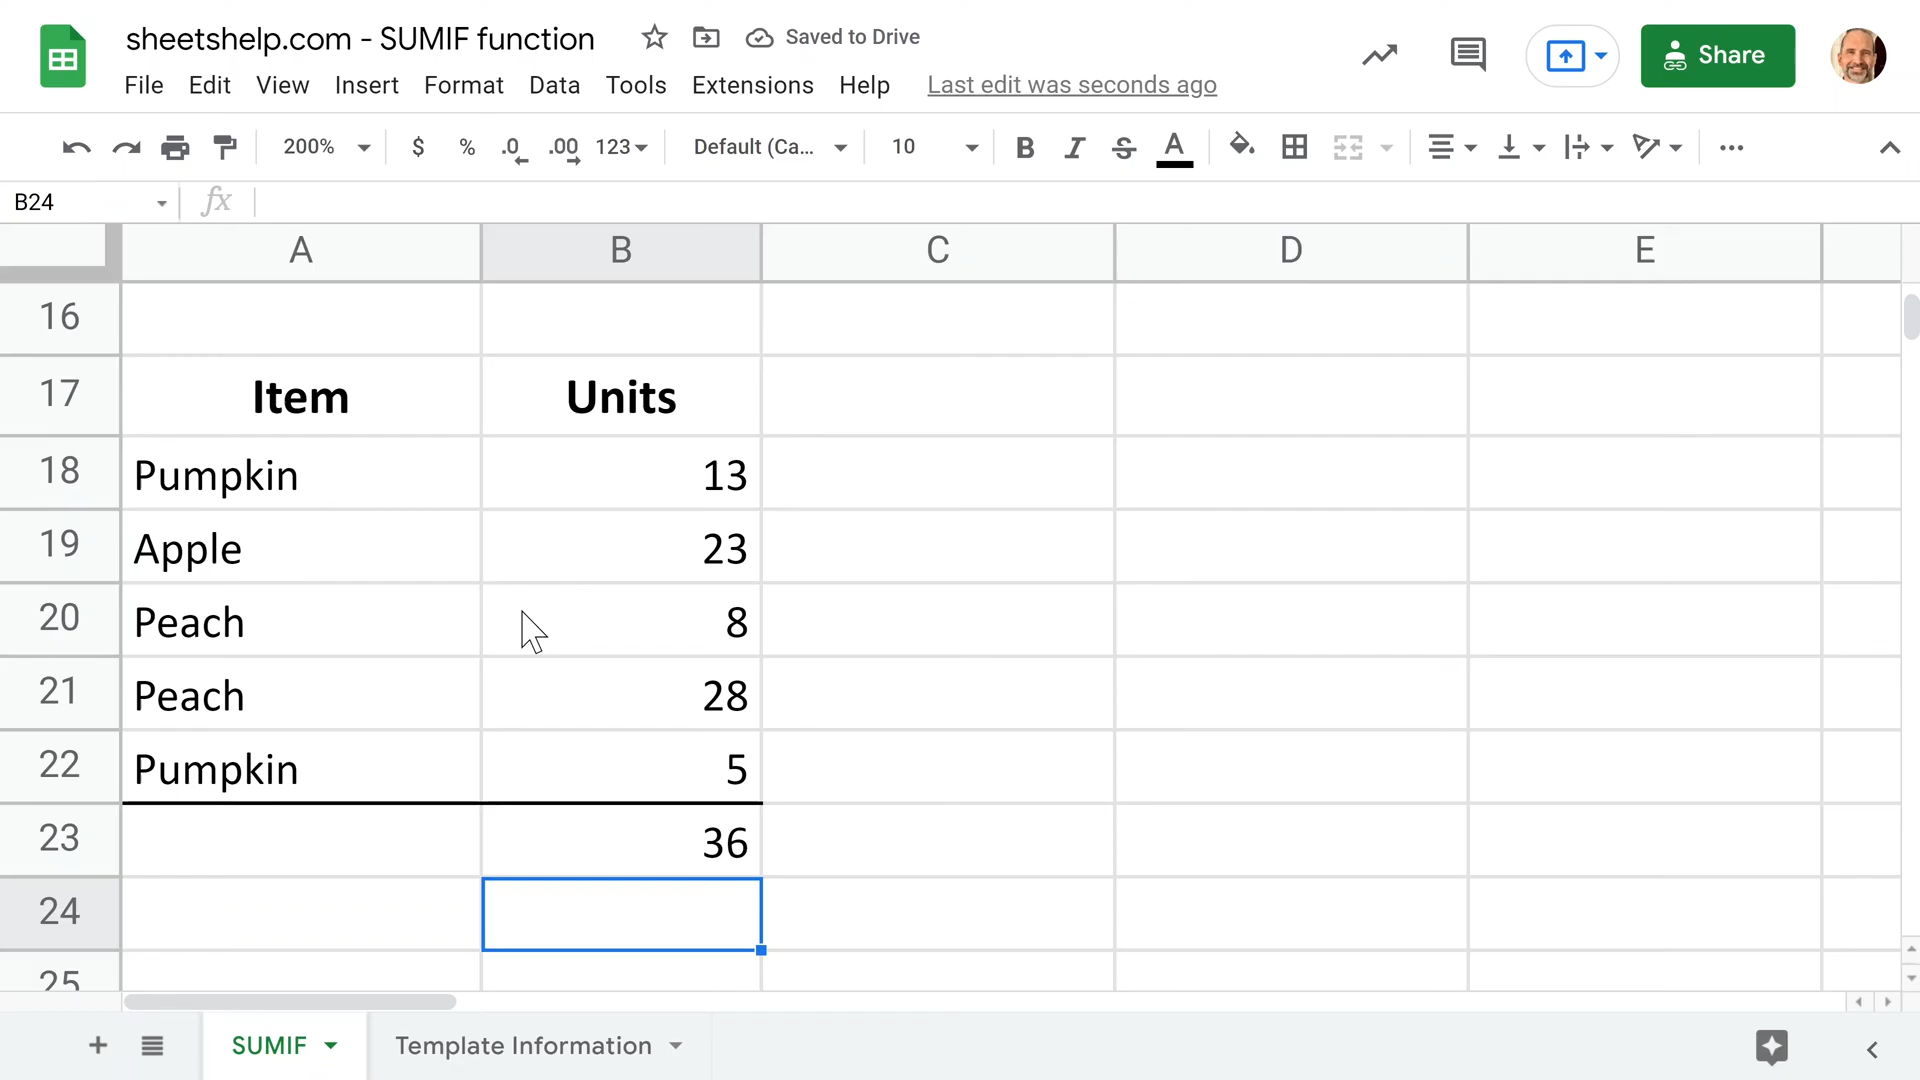 sheetshelp.com - SUMIF function
Saved to Drive
Share
File Edit View Insert Format Data Tools Extensions Help Last edit was seconds ago
200% $ % .0 .00 123 Default (Ca... 10 B I S A
B24 fx
A B C D E
16
17 Item Units
18 Pumpkin 13
19 Apple 23
20 Peach 8
21 Peach 28
22 Pumpkin 5
23 36
24
25
SUMIF Template Information